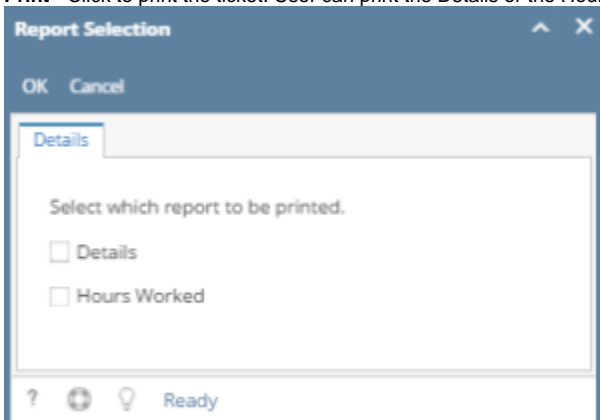 Print - Click to print the ticket. User can print the Details or the Hour
Report Selection
OK Cancel
Details
Select which report to be printed.
Details
Hours Worked
? Ready